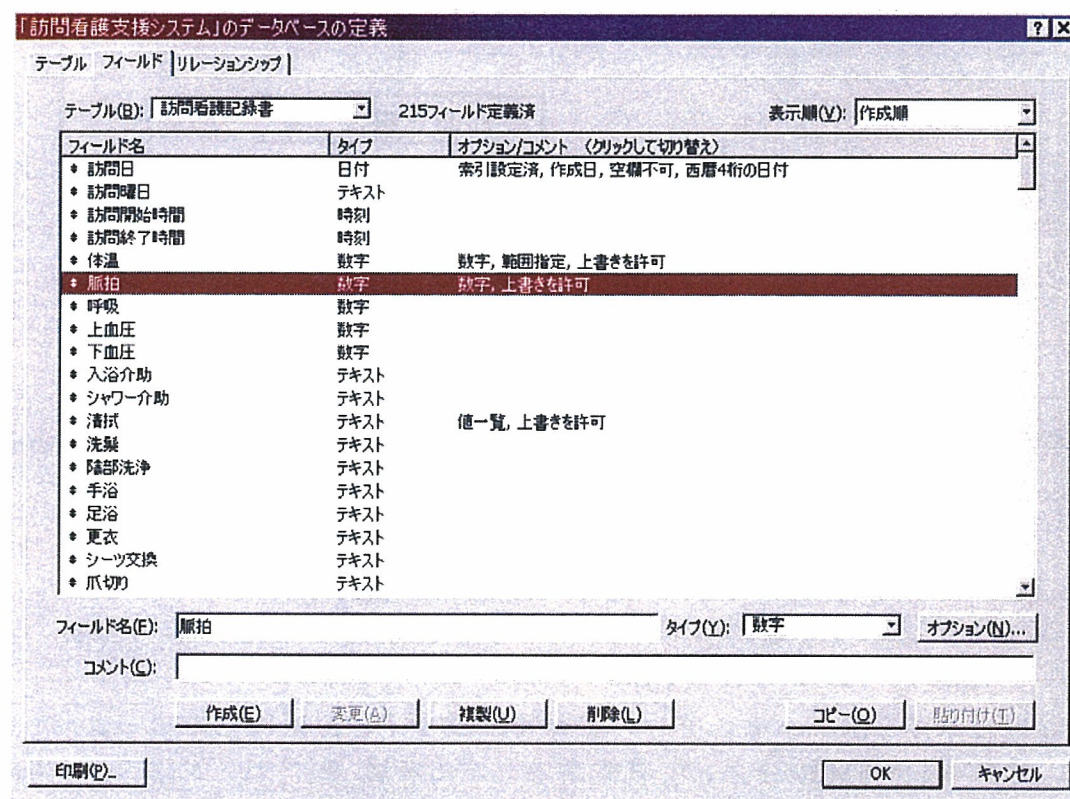 「訪問看護支援システム」のデータベースの定義
テーブル フィールド リレーションシップ
テーブル(B): 訪問看護記録書 215フィールド定義済 表示順(V): 作成順
フィールド名 タイプ オプション/コメント (クリックして切り替え)
訪問日 日付 索引設定済, 作成日, 空欄不可, 西暦4桁の日付
訪問曜日 テキスト
訪問開始時間 時刻
訪問終了時間 時刻
体温 数字 数字, 範囲指定, 上書きを許可
脈拍 数字 数字, 上書きを許可
呼吸 数字
上血圧 数字
下血圧 数字
入浴介助 テキスト
シャワー介助 テキスト
清拭 テキスト 値一覧, 上書きを許可
洗髪 テキスト
陰部洗浄 テキスト
手浴 テキスト
足浴 テキスト
更衣 テキスト
シーツ交換 テキスト
爪切り テキスト
フィールド名(F): 脈拍 タイプ(Y): 数字 オプション(N)...
コメント(C):
作成(E) 変更(A) 複製(U) 削除(L) コピー(O) 貼り付け(T)
印刷(P)... OK キャンセル